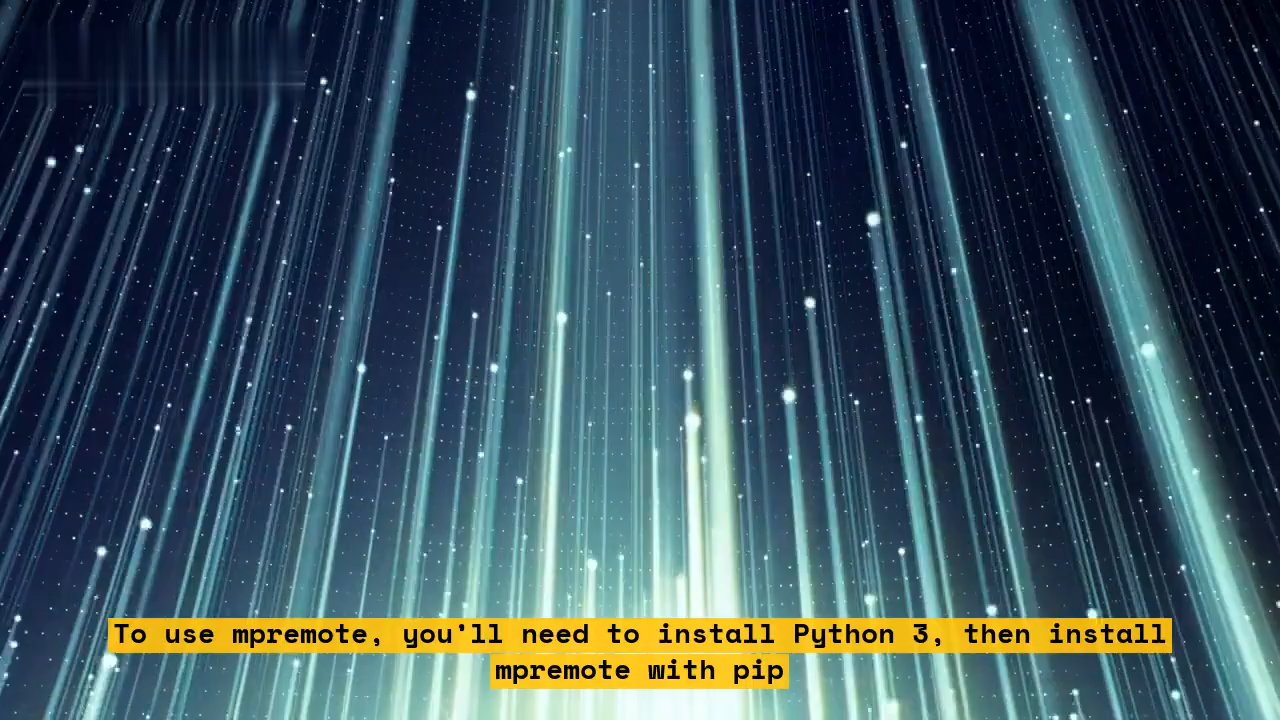 To use mpremote, you'll need to install Python 3, then install
mpremote with pip